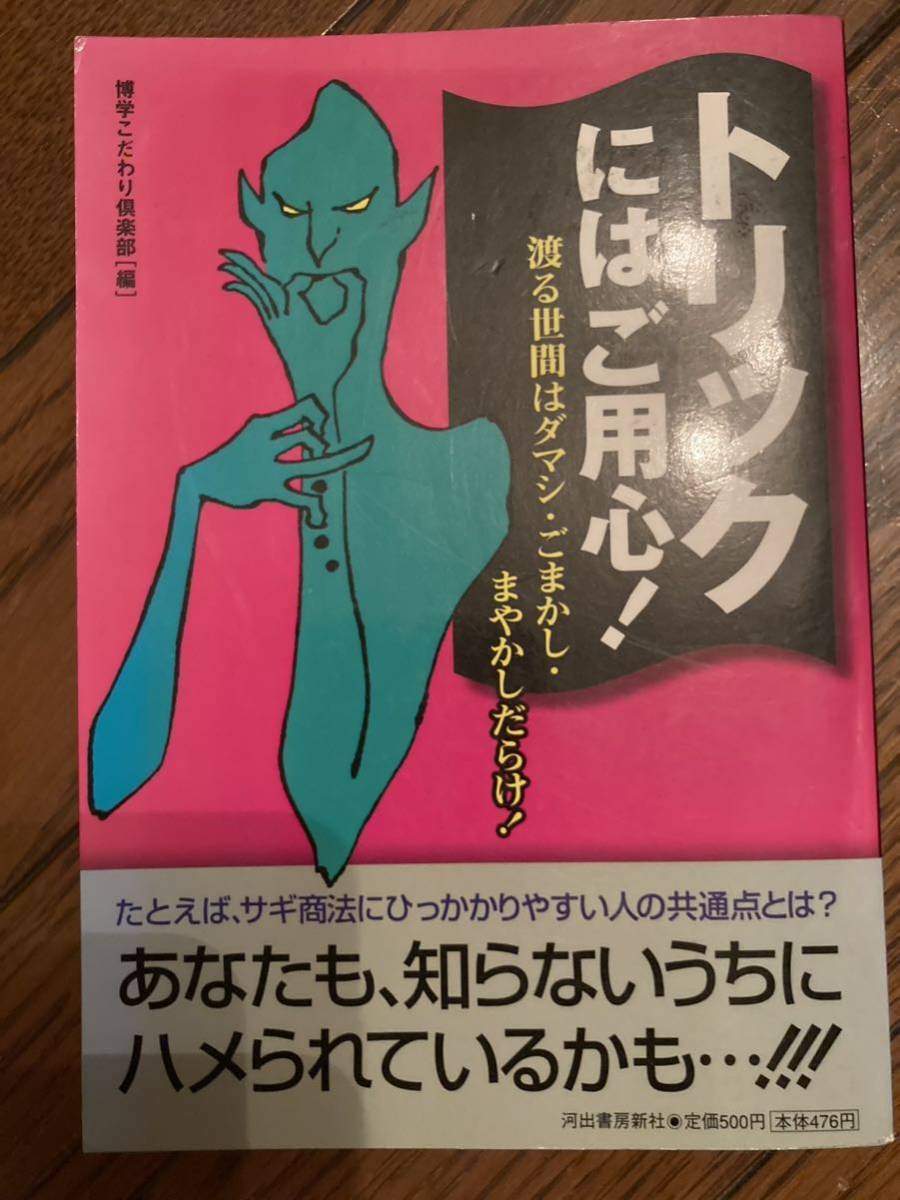 トリック
にはご用心！
渡る世間はダマシ・ごまかし・
まやかしだらけ！
博学こだわり倶楽部［編］
たとえば、サギ商法にひっかかりやすい人の共通点とは？
あなたも、知らないうちに
ハメられているかも…!!!
河出書房新社●定価500円 本体476円